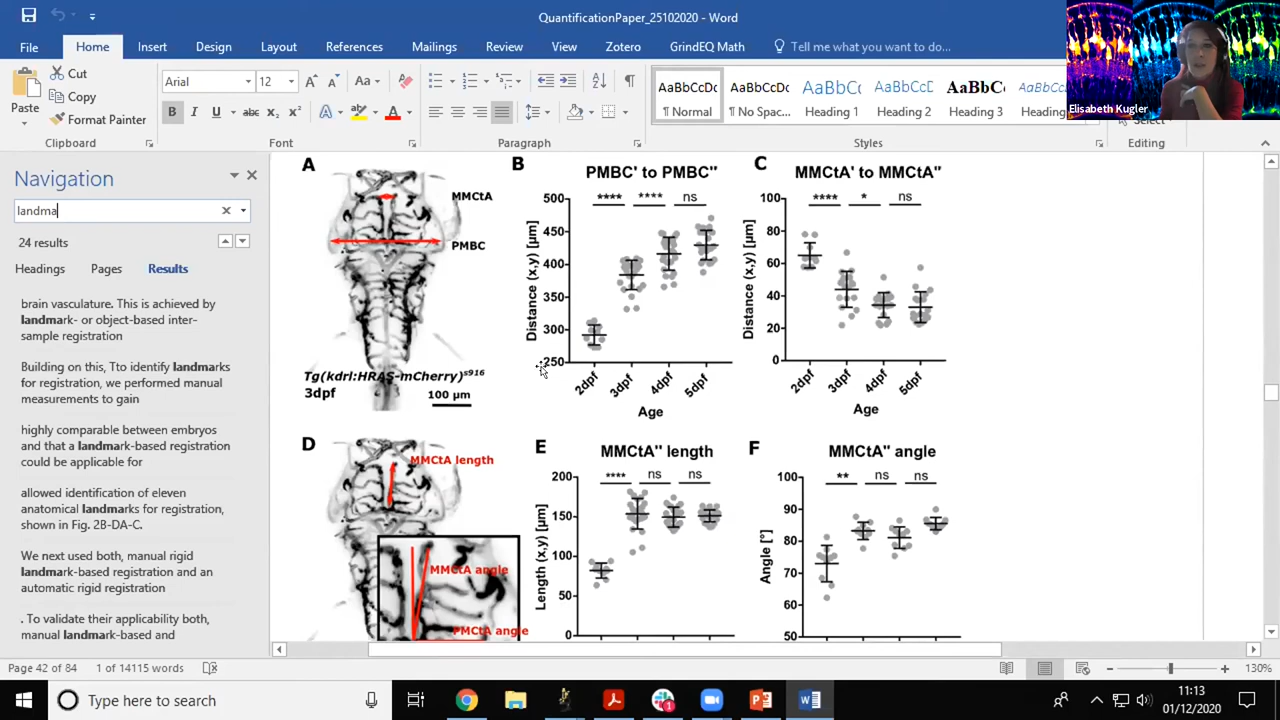 QuantificationPaper_25102020 - Word
File Home Insert Design Layout References Mailings Review View Zotero GrindEQ Math Tell me what you want to do...
Elisabeth Kugler
Paste
Cut
Copy
Format Painter
Clipboard
Arial 12
Font
Paragraph
AaBbCcDc AaBbCcDc AaBbCc AaBbCcDc AaBbCc AaBbCcDc
¶ Normal ¶ No Spac... Heading 1 Heading 2 Heading 3 Heading
Styles
Select
Editing
Navigation
landma
24 results
Headings Pages Results
brain vasculature. This is achieved by
landmark- or object-based inter-
sample registration
Building on this, Tto identify landmarks
for registration, we performed manual
measurements to gain
highly comparable between embryos
and that a landmark-based registration
could be applicable for
allowed identification of eleven
anatomical landmarks for registration,
shown in Fig. 2B-DA-C.
We next used both, manual rigid
landmark-based registration and an
automatic rigid registration
. To validate their applicability both,
manual landmark-based and
A
MMCtA
PMBC
Tg(kdrl:HRAS-mCherry)s916
3dpf
100 µm
B
PMBC' to PMBC''
**** **** ns
Distance (x,y) [µm]
500
450
400
350
300
250
2dpf 3dpf 4dpf 5dpf
Age
C
MMCtA' to MMCtA''
**** * ns
Distance (x,y) [µm]
100
80
60
40
20
0
2dpf 3dpf 4dpf 5dpf
Age
D
MMCtA length
MMCtA angle
PMCtA angle
E
MMCtA'' length
**** ns ns
Length (x,y) [µm]
200
150
100
50
0
F
MMCtA'' angle
** ns ns
Angle [°]
100
90
80
70
60
50
Page 42 of 84 1 of 14115 words
130%
Type here to search
11:13
01/12/2020